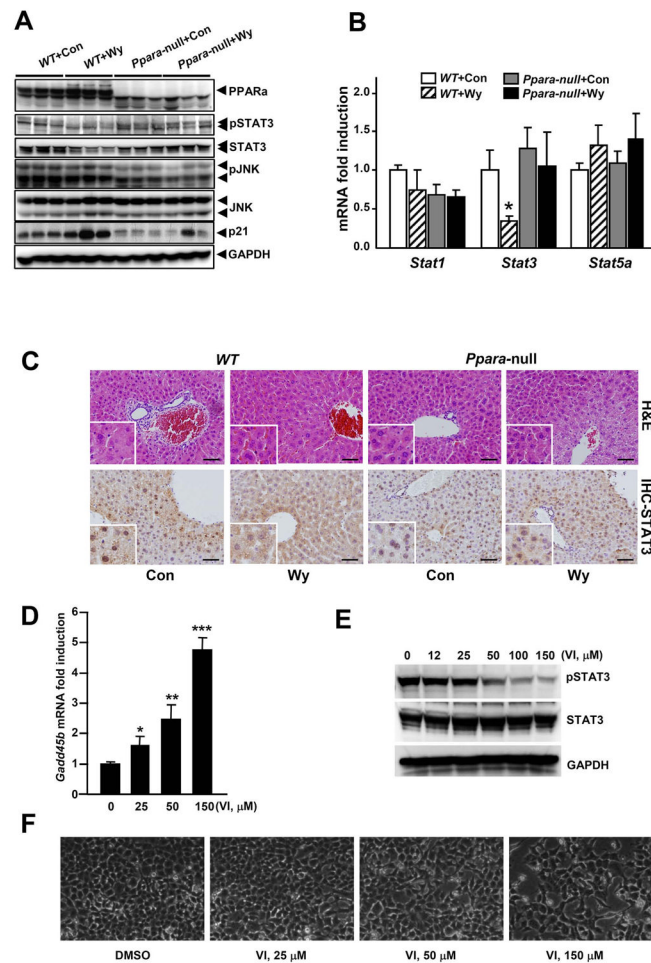 A
WT+Con
WT+Wy
Ppara-null+Con
Ppara-null+Wy
PPARa
pSTAT3
STAT3
pJNK
JNK
p21
GAPDH
B
WT+Con
WT+Wy
Ppara-null+Con
Ppara-null+Wy
mRNA fold induction
2.0
1.5
1.0
0.5
0.0
*
Stat1 Stat3 Stat5a
C
WT Ppara-null
H&E
IHC-STAT3
Con Wy Con Wy
D
Gadd45b mRNA fold induction
6
5
4
3
2
1
0
* ** ***
0 25 50 150 (VI, μM)
E
0 12 25 50 100 150 (VI, μM)
pSTAT3
STAT3
GAPDH
F
DMSO VI, 25 μM VI, 50 μM VI, 150 μM